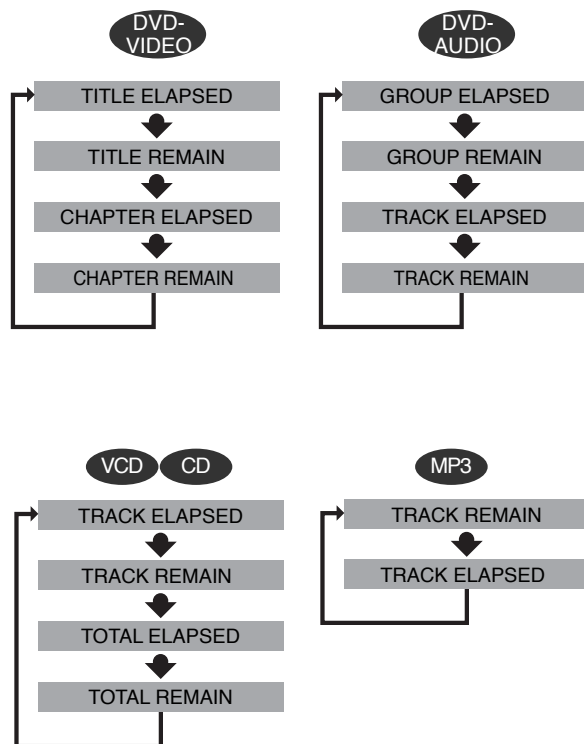 DVD-
VIDEO
TITLE ELAPSED
TITLE REMAIN
CHAPTER ELAPSED
CHAPTER REMAIN
DVD-
AUDIO
GROUP ELAPSED
GROUP REMAIN
TRACK ELAPSED
TRACK REMAIN
VCD CD
TRACK ELAPSED
TRACK REMAIN
TOTAL ELAPSED
TOTAL REMAIN
MP3
TRACK REMAIN
TRACK ELAPSED